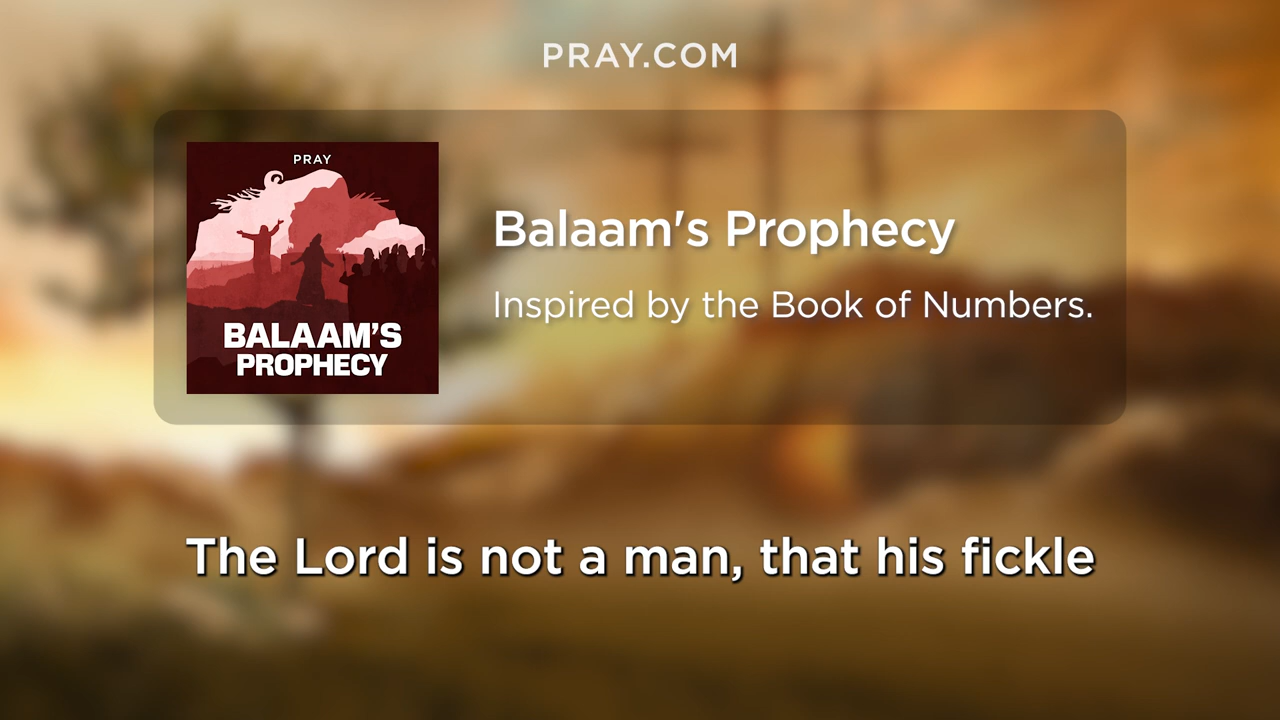 PRAY.COM
PRAY
BALAAM'S
PROPHECY
Balaam's Prophecy
Inspired by the Book of Numbers.
The Lord is not a man, that his fickle